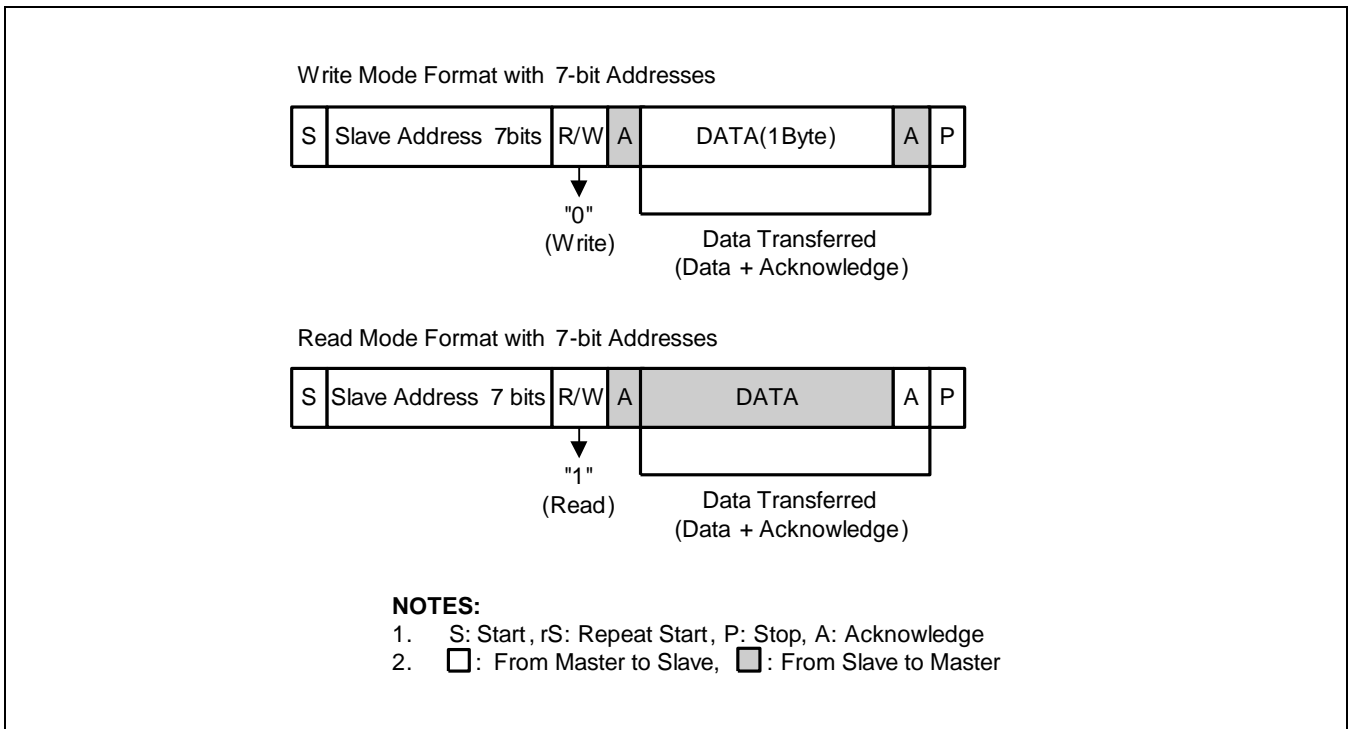 Write Mode Format with 7-bit Addresses
S Slave Address 7bits R/W A DATA(1Byte) A P
"0"
(Write)
Data Transferred
(Data + Acknowledge)
Read Mode Format with 7-bit Addresses
S Slave Address 7 bits R/W A DATA A P
"1"
(Read)
Data Transferred
(Data + Acknowledge)
NOTES:
1. S: Start, rS: Repeat Start, P: Stop, A: Acknowledge
2. : From Master to Slave, : From Slave to Master